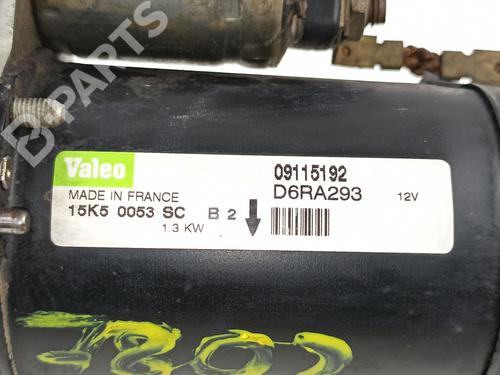 B-PARTS
Valeo
09115192
MADE IN FRANCE
D6RA293
12V
15K5 0053 SC B 2
1.3 KW